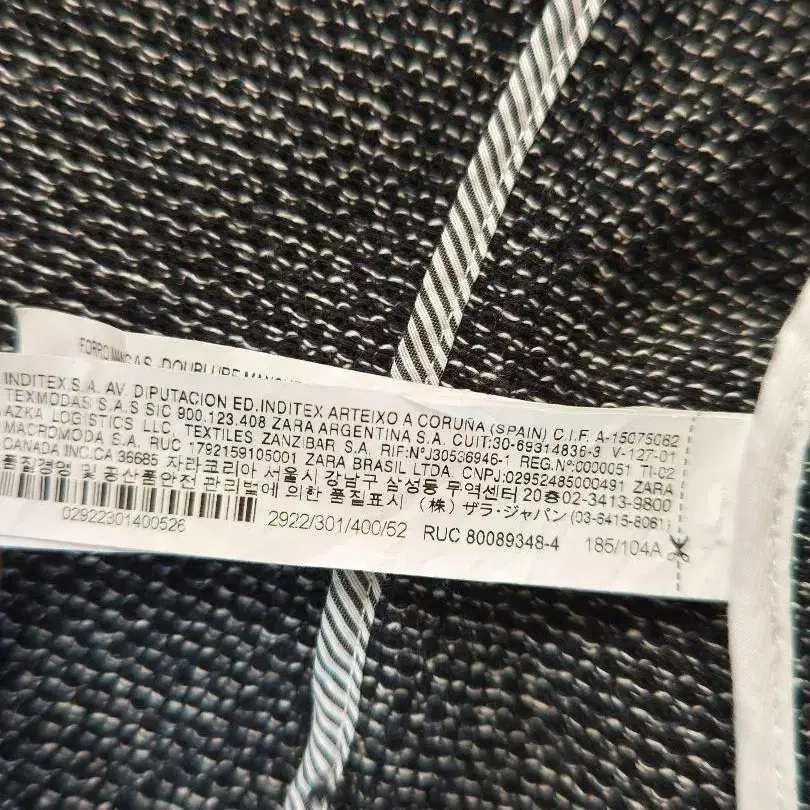 FORRO MANGAS-DOUBLURE
INDITEX,S.A. AV. DIPUTACION ED.INDITEX ARTEIXO A CORUÑA (SPAIN) C.I.F. A-15075062
TEXMODAS S.A.S SIC 900.123.408 ZARA ARGENTINA S.A. CUIT:30-69314836-3 V-127-01
AZKA LOGISTICS LLC, TEXTILES ZANZIBAR S.A. RIF:Nº.J30536946-1 REG.Nº:0000051 TI-02
MACROMODA S.A. RUC 1792159105001 ZARA BRASIL LTDA. CNPJ:02952485000491 ZARA
CANADA INC.CA 36685 자라코리아 서울시 강남구 삼성동 무역센터 20층02-3413-9800
품질경영 및 공산품안전 관리법에 의한 품질표시 (株) ザラ・ジャパン (03-6415-8061)
02922301400526 2922/301/400/52 RUC 80089348-4 185/104A